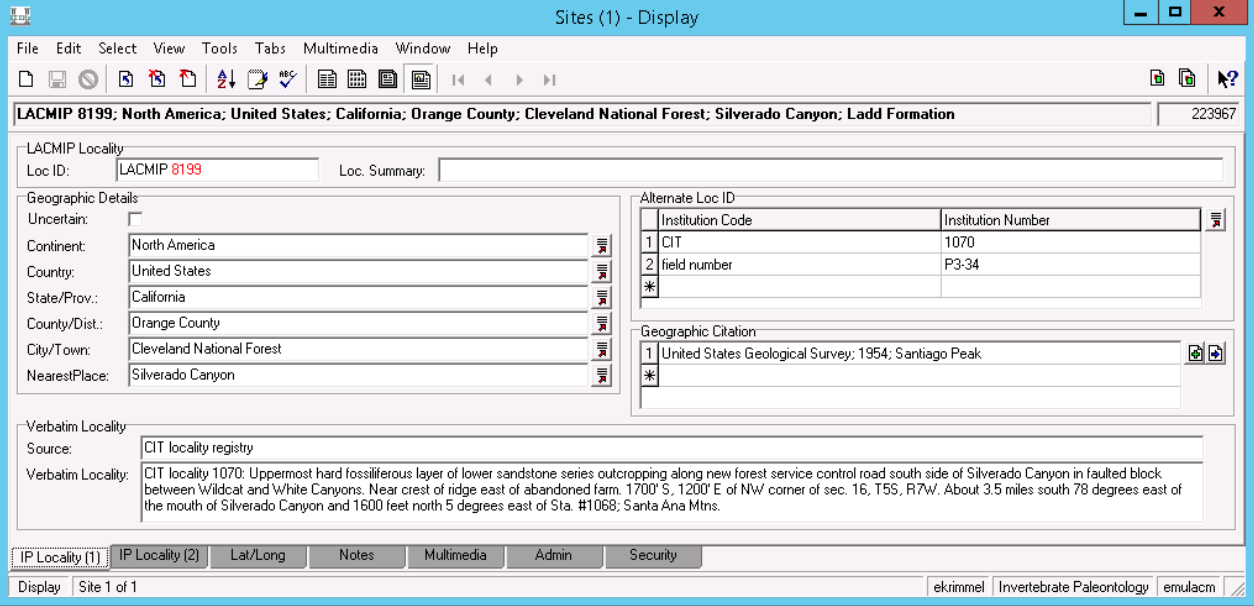 Sites (1) - Display
File Edit Select View Tools Tabs Multimedia Window Help
LACMIP 8199; North America; United States; California; Orange County; Cleveland National Forest; Silverado Canyon; Ladd Formation 223967
LACMIP Locality
Loc ID: LACMIP 8199 Loc. Summary:
Geographic Details
Uncertain:
Continent: North America
Country: United States
State/Prov.: California
County/Dist.: Orange County
City/Town: Cleveland National Forest
NearestPlace: Silverado Canyon
Alternate Loc ID
Institution Code Institution Number
1 CIT 1070
2 field number P3-34
Geographic Citation
1 United States Geological Survey; 1954; Santiago Peak
Verbatim Locality
Source: CIT locality registry
Verbatim Locality: CIT locality 1070: Uppermost hard fossiliferous layer of lower sandstone series outcropping along new forest service control road south side of Silverado Canyon in faulted block
between Wildcat and White Canyons. Near crest of ridge east of abandoned farm. 1700' S, 1200' E of NW corner of sec. 16, T5S, R7W. About 3.5 miles south 78 degrees east of
the mouth of Silverado Canyon and 1600 feet north 5 degrees east of Sta. #1068; Santa Ana Mtns.
IP Locality (1) IP Locality (2) Lat/Long Notes Multimedia Admin Security
Display Site 1 of 1 ekrimmel Invertebrate Paleontology emulacm